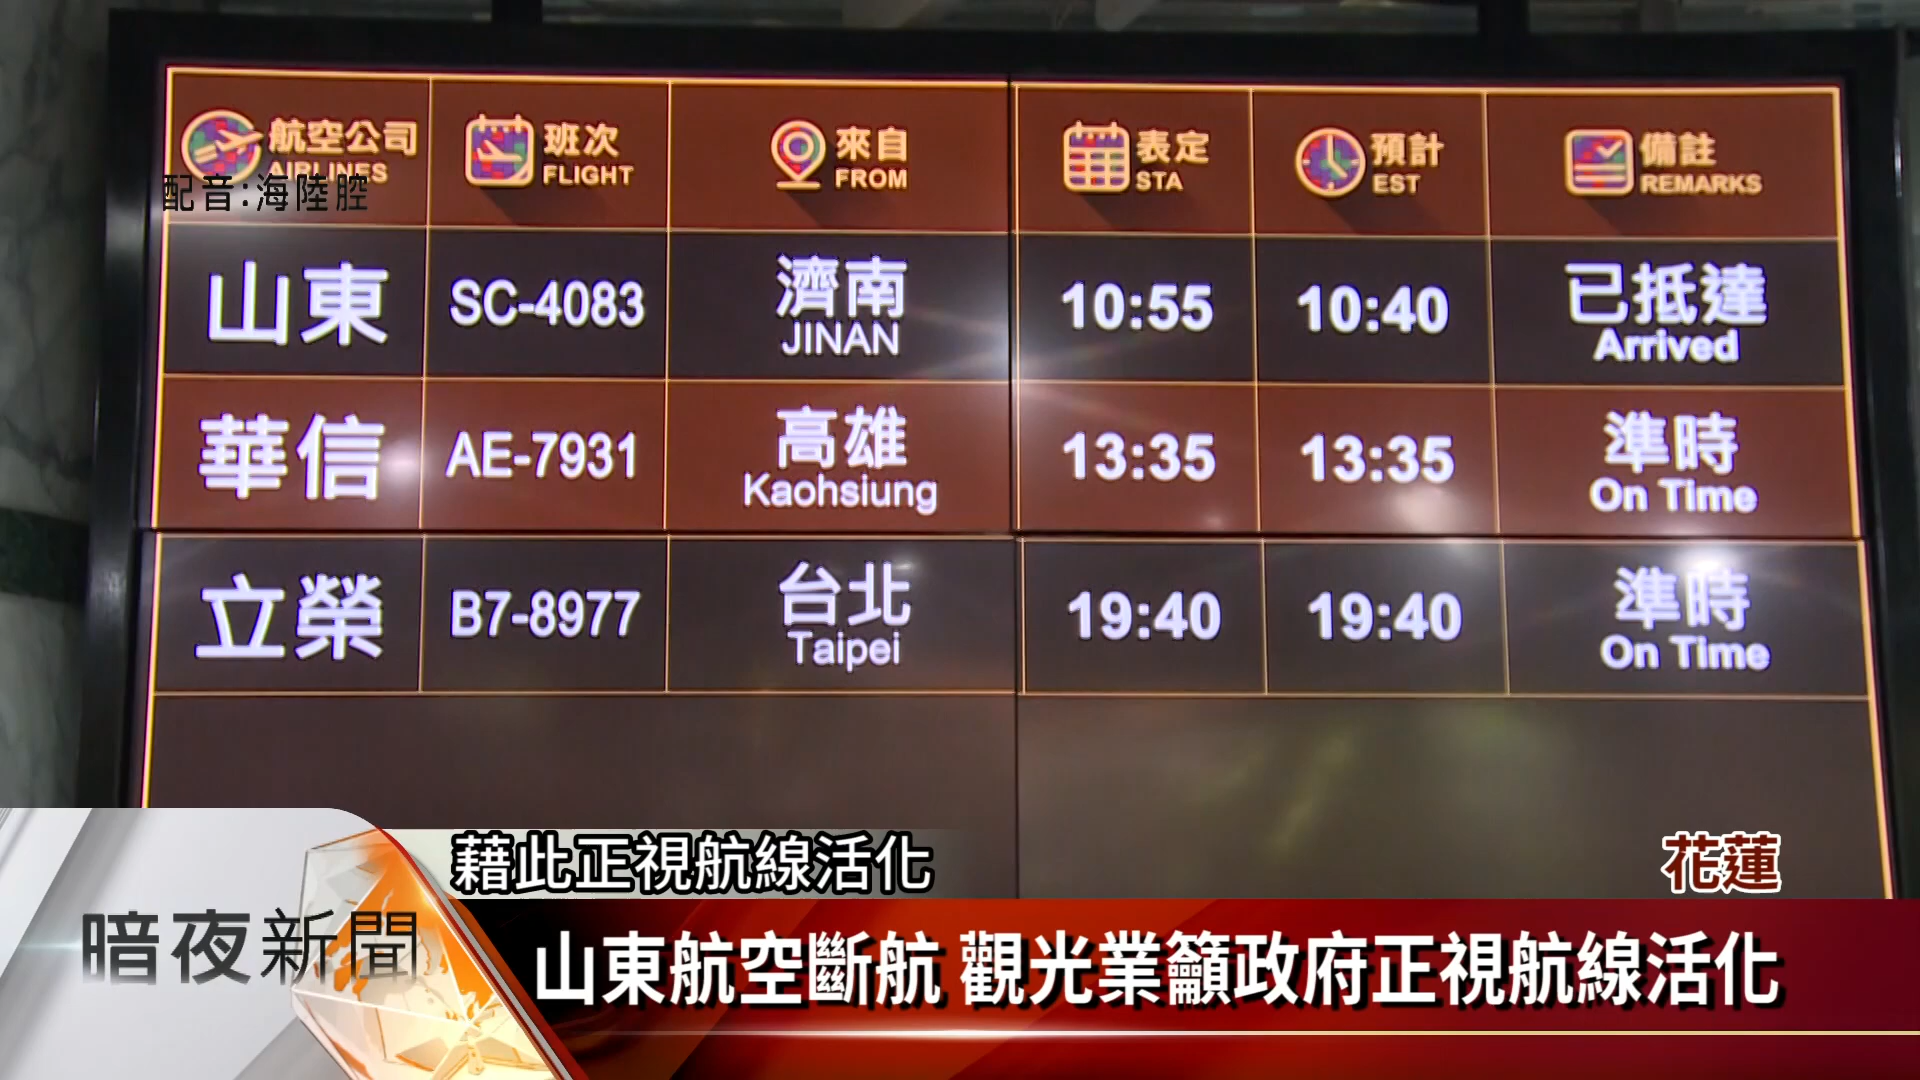 航空公司 班次 來自 表定 預計 備註
AIRLINES FLIGHT FROM STA EST REMARKS
配音:海陸腔
山東 SC-4083 濟南 JINAN 10:55 10:40 已抵達 Arrived
華信 AE-7931 高雄 Kaohsiung 13:35 13:35 準時 On Time
立榮 B7-8977 台北 Taipei 19:40 19:40 準時 On Time
藉此正視航線活化
花蓮
暗夜新聞
山東航空斷航 觀光業籲政府正視航線活化